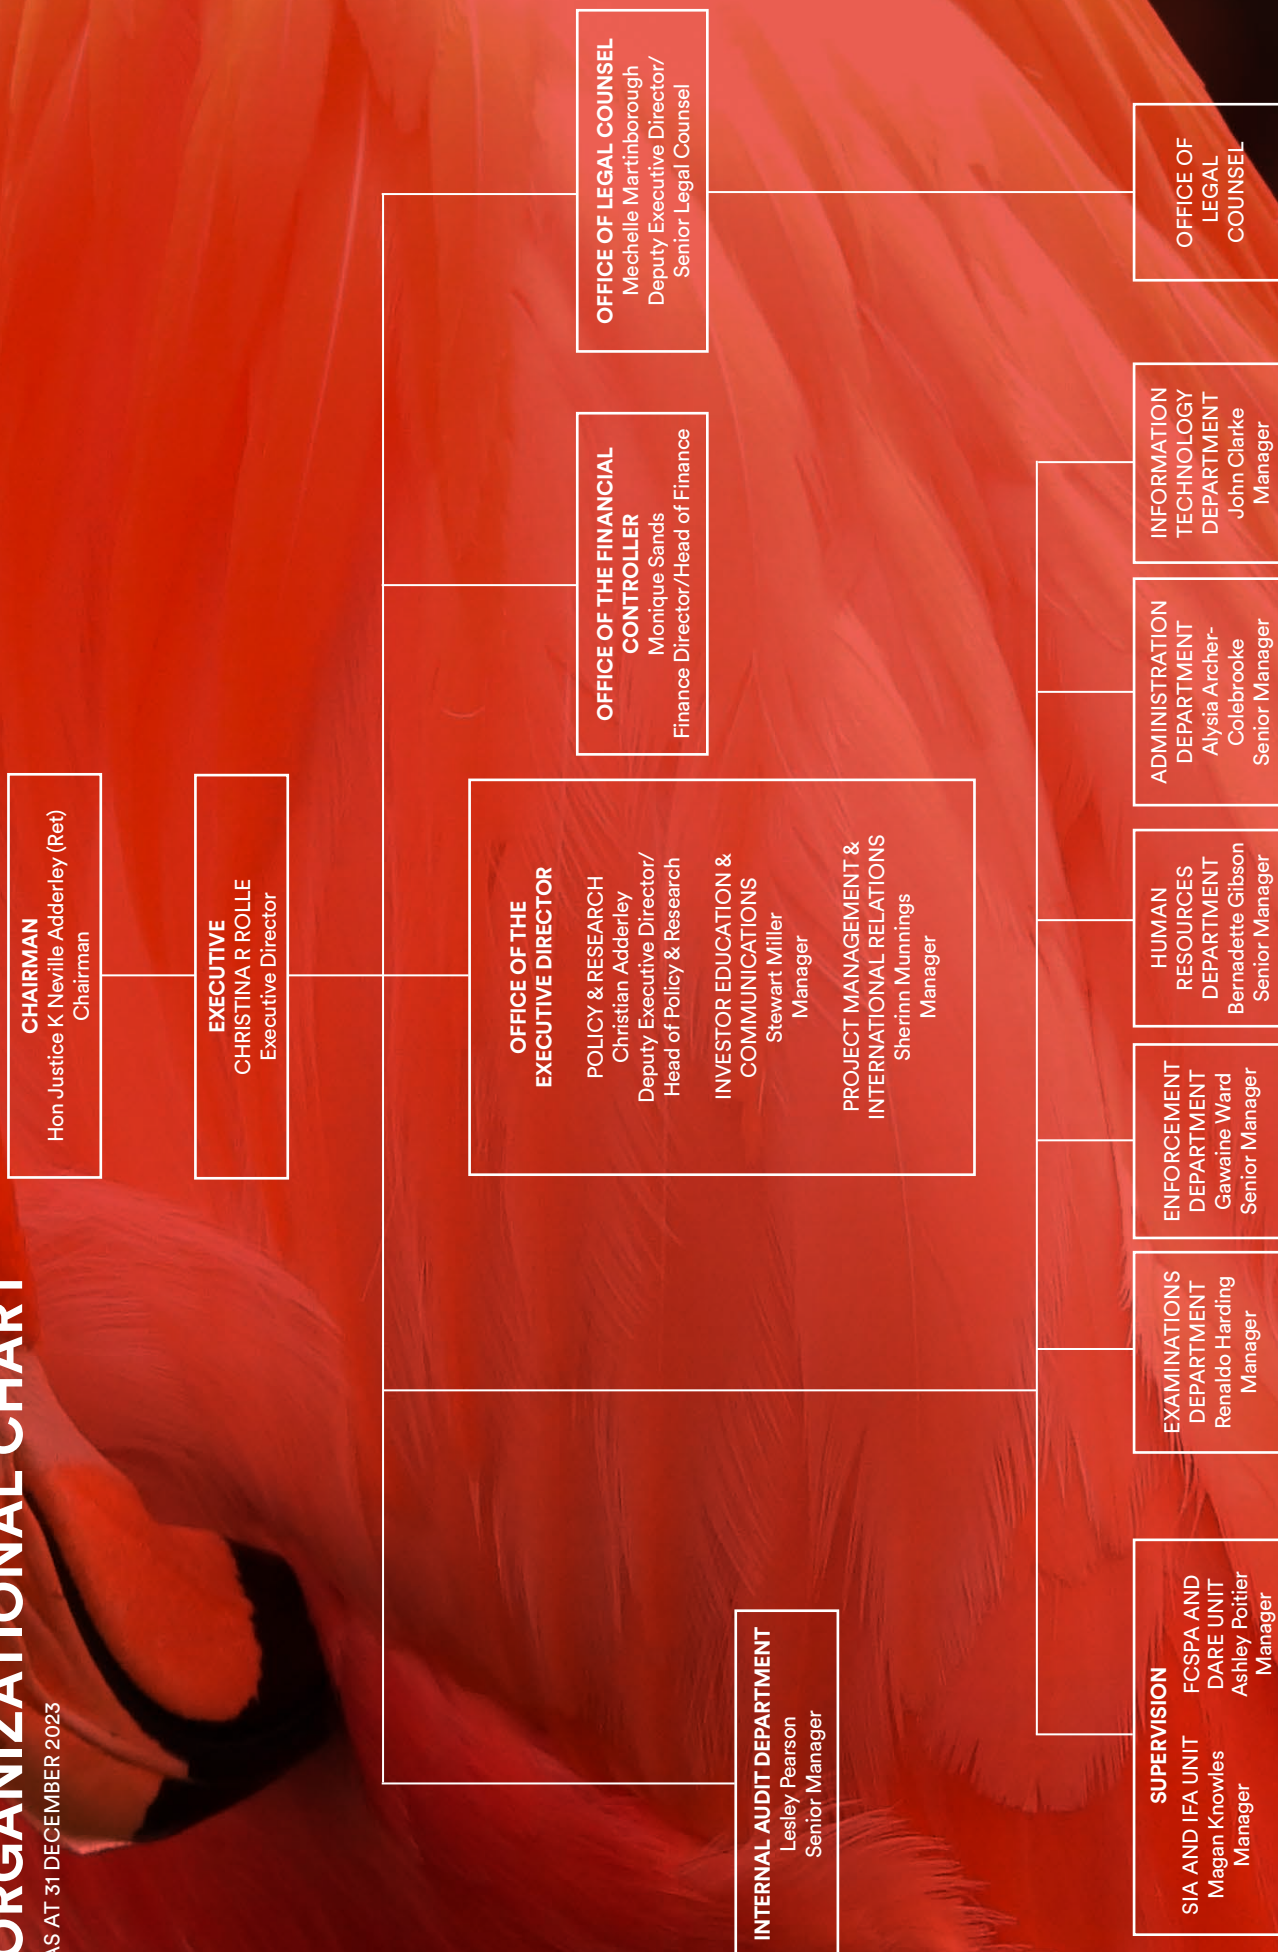 ORGANIZATIONAL CHART
AS AT 31 DECEMBER 2023
CHAIRMAN
Hon Justice K Neville Adderley (Ret)
Chairman
EXECUTIVE
CHRISTINA R ROLLE
Executive Director
INTERNAL AUDIT DEPARTMENT
Lesley Pearson
Senior Manager
OFFICE OF THE
EXECUTIVE DIRECTOR
POLICY & RESEARCH
Christian Adderley
Deputy Executive Director/
Head of Policy & Research
INVESTOR EDUCATION &
COMMUNICATIONS
Stewart Miller
Manager
PROJECT MANAGEMENT &
INTERNATIONAL RELATIONS
Sherinn Munnings
Manager
OFFICE OF THE FINANCIAL
CONTROLLER
Monique Sands
Finance Director/Head of Finance
OFFICE OF LEGAL COUNSEL
Mechelle Martinborough
Deputy Executive Director/
Senior Legal Counsel
SUPERVISION
SIA AND IFA UNIT
Magan Knowles
Manager
FCSPA AND
DARE UNIT
Ashley Poitier
Manager
EXAMINATIONS
DEPARTMENT
Renaldo Harding
Manager
ENFORCEMENT
DEPARTMENT
Gawaine Ward
Senior Manager
HUMAN
RESOURCES
DEPARTMENT
Bernadette Gibson
Senior Manager
ADMINISTRATION
DEPARTMENT
Alysia Archer-
Colebrooke
Senior Manager
INFORMATION
TECHNOLOGY
DEPARTMENT
John Clarke
Manager
OFFICE OF
LEGAL
COUNSEL